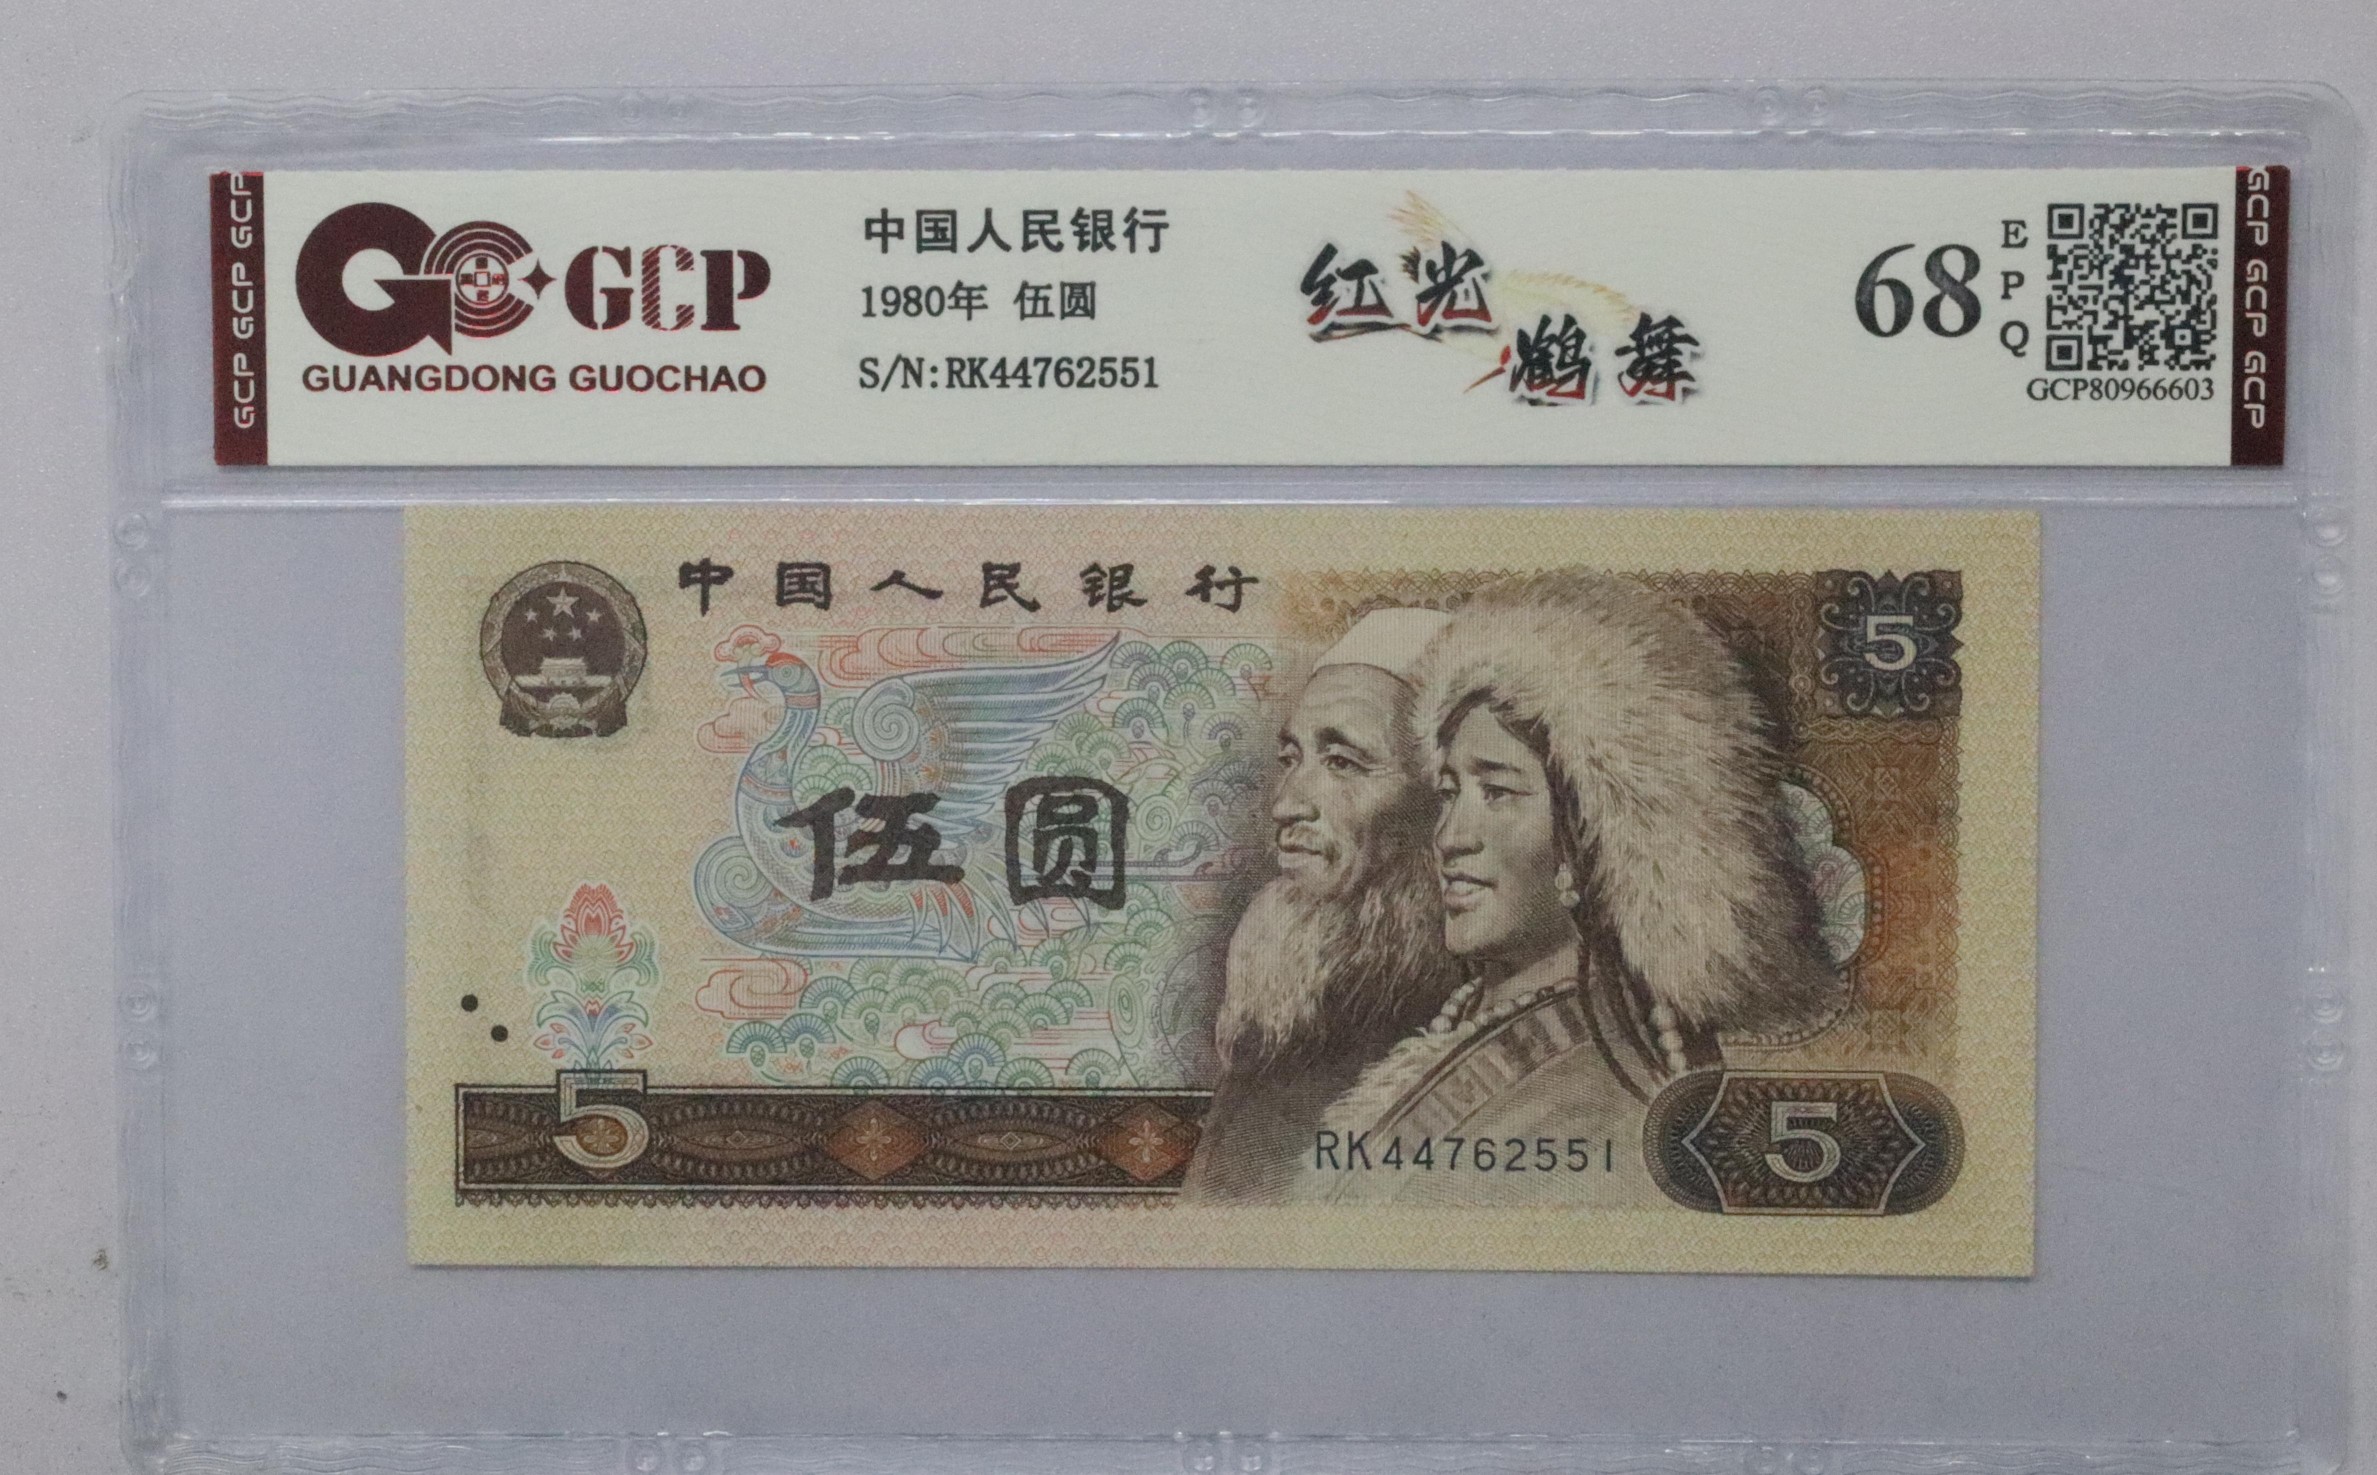 GCP GCP GCP
GCP
GUANGDONG GUOCHAO
中国人民银行
1980年 伍圆
S/N:RK44762551
红光
鹤舞
68
EPQ
GCP80966603
GCP GCP GCP
中国人民银行
5
伍圆
5
RK44762551
5